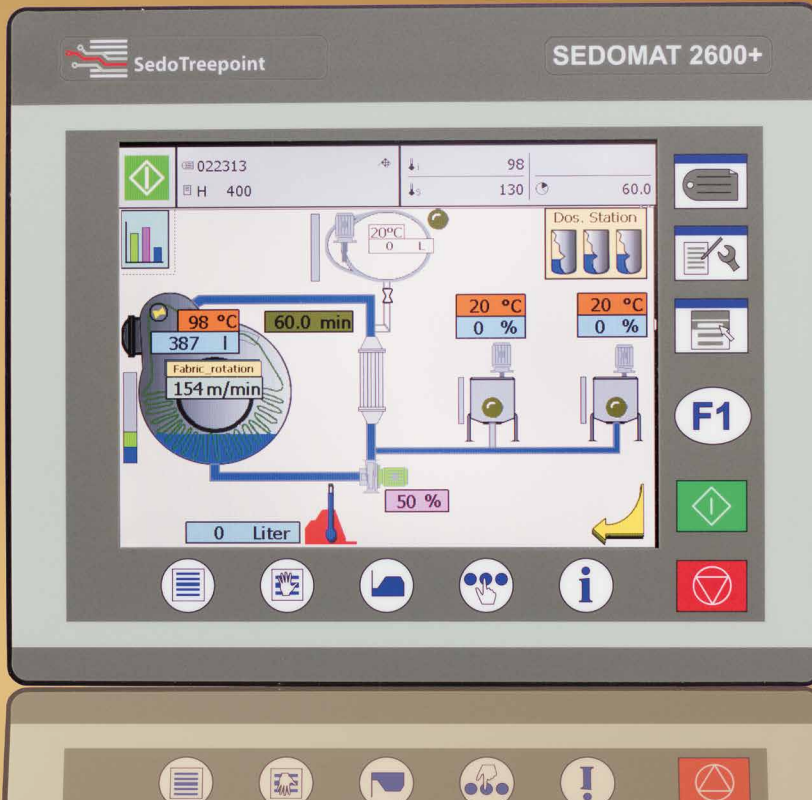 SedoTreepoint
SEDOMAT 2600+
022313
H 400
i 98
s 130
60.0
20°C
0 L
Dos. Station
98 °C
387 l
60.0 min
20 °C
0 %
20 °C
0 %
Fabric_rotation
154 m/min
F1
50 %
0 Liter
i